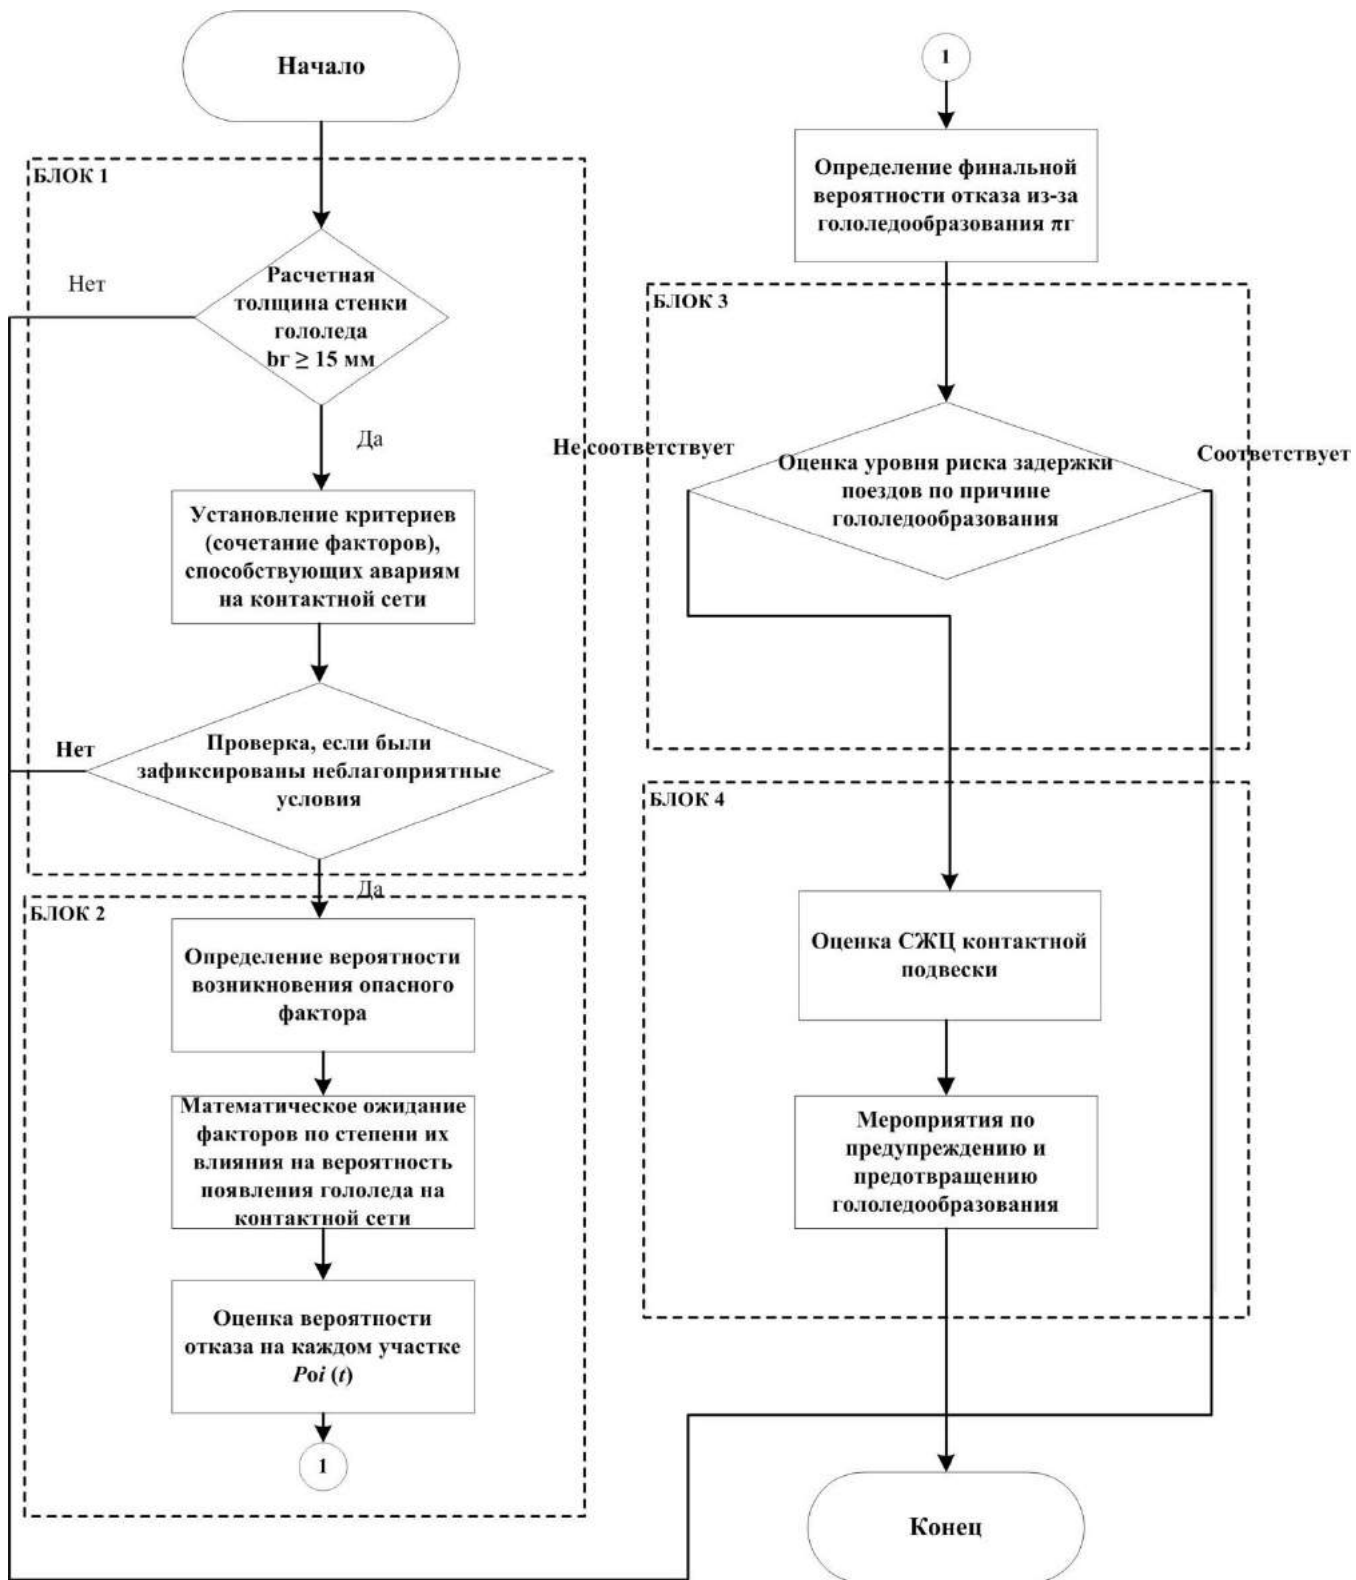 Начало
БЛОК 1
Нет
Расчетная
толщина стенки
гололеда
bг ≥ 15 мм
Да
Установление критериев
(сочетание факторов),
способствующих авариям
на контактной сети
Нет
Проверка, если были
зафиксированы неблагоприятные
условия
Да
БЛОК 2
Определение вероятности
возникновения опасного
фактора
Математическое ожидание
факторов по степени их
влияния на вероятность
появления гололеда на
контактной сети
Оценка вероятности
отказа на каждом участке
Poi (t)
1
1
Определение финальной
вероятности отказа из-за
гололедообразования πг
БЛОК 3
Не соответствует
Соответствует
Оценка уровня риска задержки
поездов по причине
гололедообразования
БЛОК 4
Оценка СЖЦ контактной
подвески
Мероприятия по
предупреждению и
предотвращению
гололедообразования
Конец